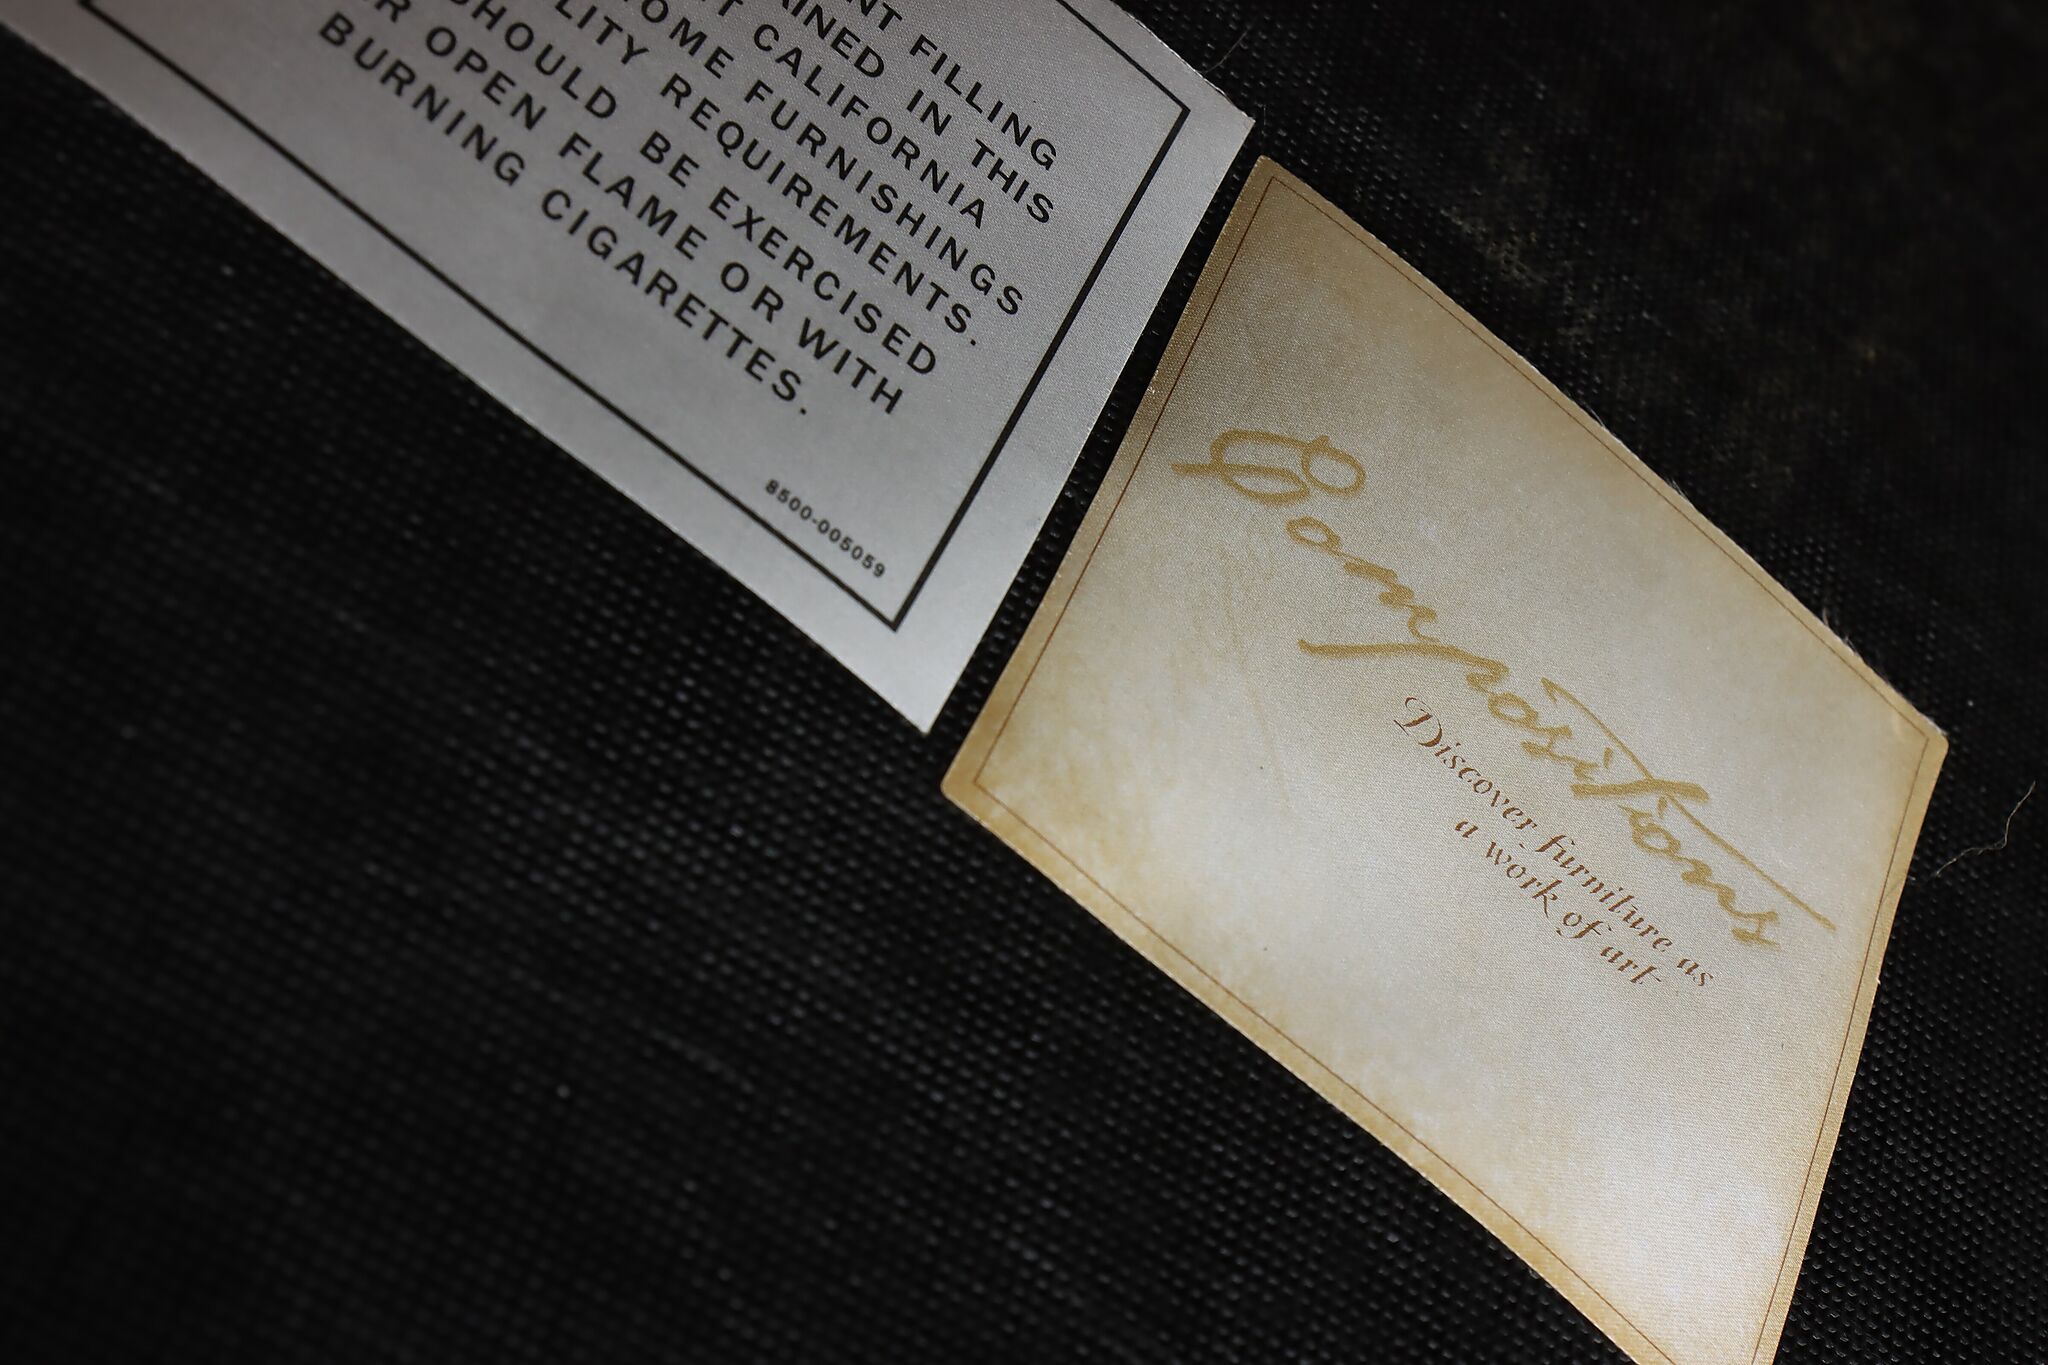 FILLING
IN THIS
CALIFORNIA
FURNISHINGS
REQUIREMENTS.
BE EXERCISED
OPEN FLAME OR WITH
BURNING CIGARETTES.
8500-005059
Compositions
Discover furniture as
a work of art